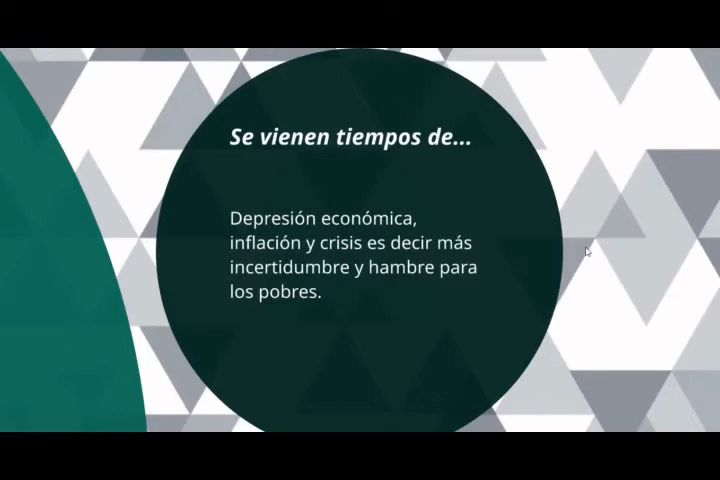 Se vienen tiempos de...
Depresión económica,
inflación y crisis es decir más
incertidumbre y hambre para
los pobres.